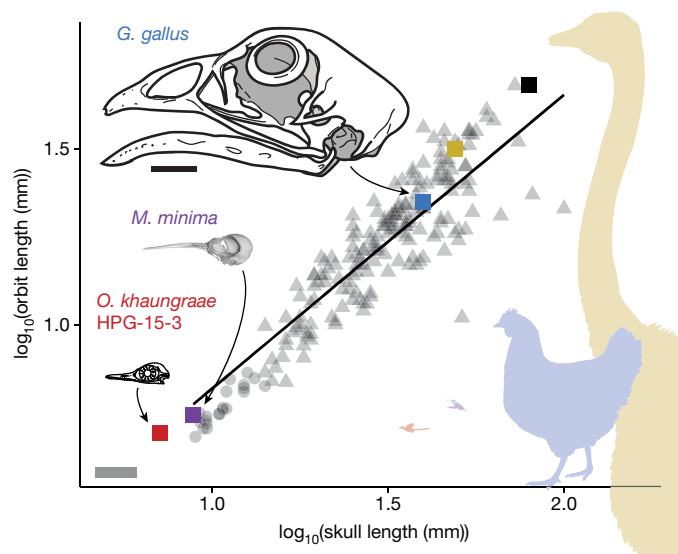 G. gallus
1.5
M. minima
log10(orbit length (mm))
O. khaungraae
HPG-15-3
1.0
1.0
1.5
2.0
log10(skull length (mm))